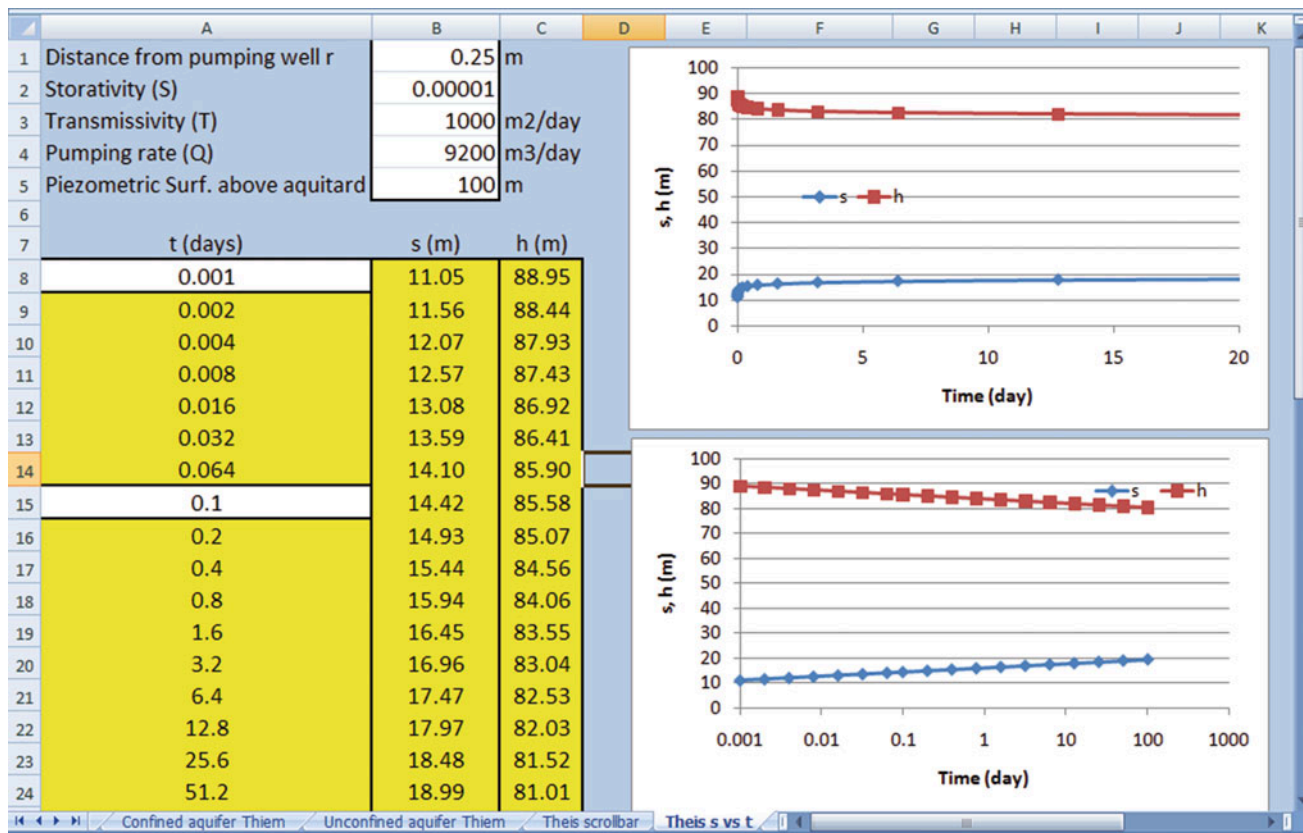 A B C D E F G H I J K
1 Distance from pumping well r 0.25 m
2 Storativity (S) 0.00001
3 Transmissivity (T) 1000 m2/day
4 Pumping rate (Q) 9200 m3/day
5 Piezometric Surf. above aquitard 100 m
6
7 t (days) s (m) h (m)
8 0.001 11.05 88.95
9 0.002 11.56 88.44
10 0.004 12.07 87.93
11 0.008 12.57 87.43
12 0.016 13.08 86.92
13 0.032 13.59 86.41
14 0.064 14.10 85.90
15 0.1 14.42 85.58
16 0.2 14.93 85.07
17 0.4 15.44 84.56
18 0.8 15.94 84.06
19 1.6 16.45 83.55
20 3.2 16.96 83.04
21 6.4 17.47 82.53
22 12.8 17.97 82.03
23 25.6 18.48 81.52
24 51.2 18.99 81.01
100
90
80
70
60
50
40
30
20
10
0
s, h (m)
s h
0 5 10 15 20
Time (day)
100
90
80
70
60
50
40
30
20
10
0
s, h (m)
s h
0.001 0.01 0.1 1 10 100 1000
Time (day)
Confined aquifer Thiem Unconfined aquifer Thiem Theis scrollbar Theis s vs t